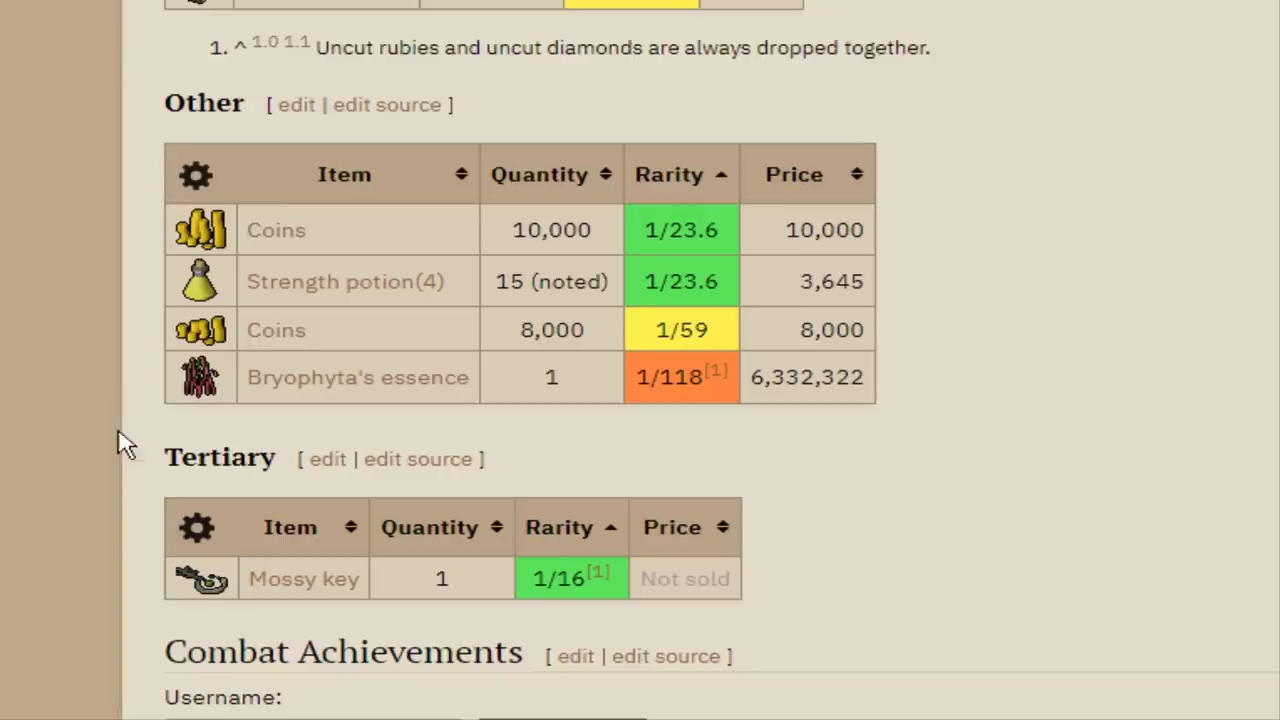 1. ^ 1.0 1.1 Uncut rubies and uncut diamonds are always dropped together.
Other [ edit | edit source ]
Item Quantity Rarity Price
Coins 10,000 1/23.6 10,000
Strength potion(4) 15 (noted) 1/23.6 3,645
Coins 8,000 1/59 8,000
Bryophyta's essence 1 1/118[1] 6,332,322
Tertiary [ edit | edit source ]
Item Quantity Rarity Price
Mossy key 1 1/16[1] Not sold
Combat Achievements [ edit | edit source ]
Username: